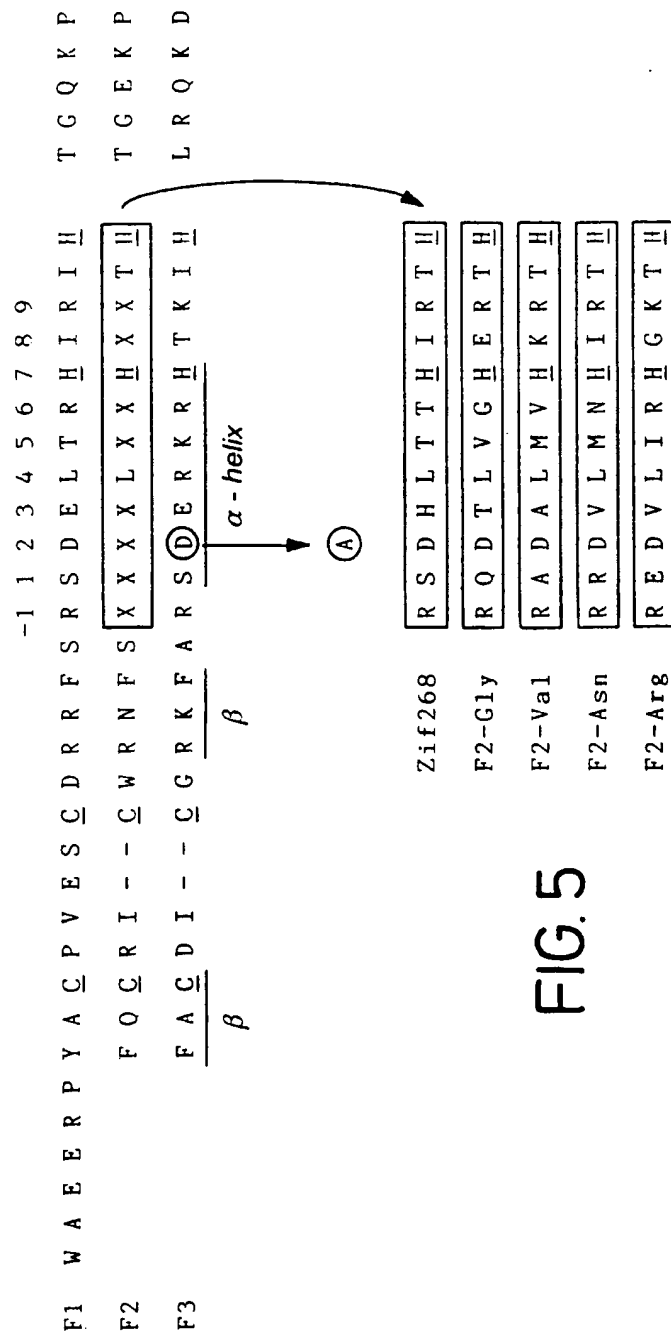 -1 1 2 3 4 5 6 7 8 9
F1 W A E E R P Y A C P V E S C D R R F S R S D E L T R H I R I H T G Q K P
F2 F Q C R I - - C W R N F S X X X X L X X H X X T H T G E K P
F3 F A C D I - - C G R K F A R S D E R K R H T K I H L R Q K D
β β α - helix
A
Zif268 R S D H L T T H I R T H
F2-Gly R Q D T L V G H E R T H
F2-Val R A D A L M V H K R T H
F2-Asn R R D V L M N H I R T H
F2-Arg R E D V L I R H G K T H
FIG. 5